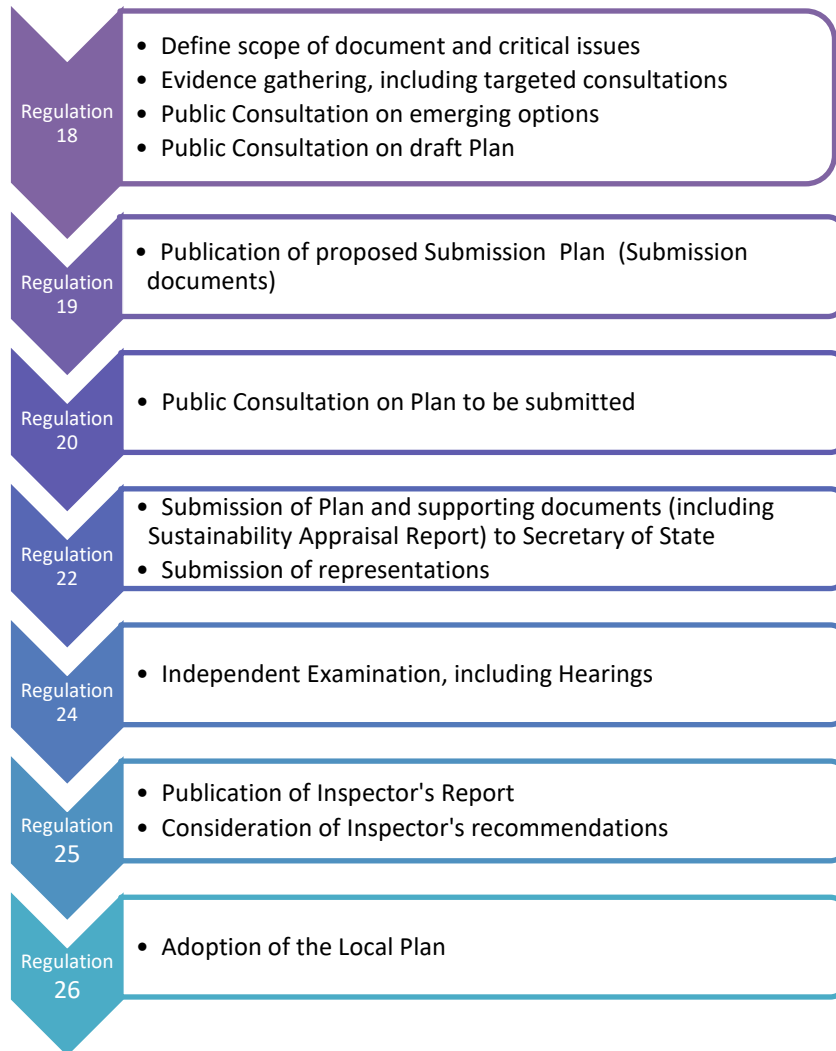 Regulation
18
• Define scope of document and critical issues
• Evidence gathering, including targeted consultations
• Public Consultation on emerging options
• Public Consultation on draft Plan
Regulation
19
• Publication of proposed Submission Plan (Submission
documents)
Regulation
20
• Public Consultation on Plan to be submitted
Regulation
22
• Submission of Plan and supporting documents (including
Sustainability Appraisal Report) to Secretary of State
• Submission of representations
Regulation
24
• Independent Examination, including Hearings
Regulation
25
• Publication of Inspector's Report
• Consideration of Inspector's recommendations
Regulation
26
• Adoption of the Local Plan